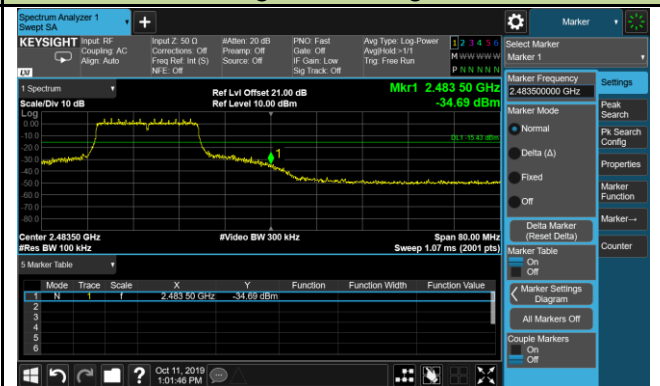 Spectrum Analyzer 1
Swept SA
+
Marker
KEYSIGHT
Input: RF
Coupling: AC
Align: Auto
Input Z: 50 Ω
Corrections: Off
Freq Ref: Int (S)
NFE: Off
#Atten: 20 dB
Preamp: Off
Source: Off
PNO: Fast
Gate: Off
IF Gain: Low
Sig Track: Off
Avg Type: Log-Power
Avg|Hold:>1/1
Trig: Free Run
1 2 3 4 5 6
M W W W W W
P N N N N N
LXI
Select Marker
Marker 1
1 Spectrum
Scale/Div 10 dB
Ref Lvl Offset 21.00 dB
Ref Level 10.00 dBm
Mkr1 2.483 50 GHz
-34.69 dBm
Log
0.00
-10.0
-20.0
-30.0
-40.0
-50.0
-60.0
-70.0
-80.0
DL1 -15.43 dBm
1
Center 2.48350 GHz
#Res BW 100 kHz
#Video BW 300 kHz
Span 80.00 MHz
Sweep 1.07 ms (2001 pts)
5 Marker Table
Mode Trace Scale X Y Function Function Width Function Value
1 N 1 f 2.483 50 GHz -34.69 dBm
2
3
4
5
6
Marker Frequency
2.483500000 GHz
Marker Mode
Normal
Delta (Δ)
Fixed
Off
Delta Marker
(Reset Delta)
Marker Table
On
Off
Marker Settings
Diagram
All Markers Off
Couple Markers
On
Off
Settings
Peak
Search
Pk Search
Config
Properties
Marker
Function
Marker→
Counter
?
Oct 11, 2019
1:01:46 PM